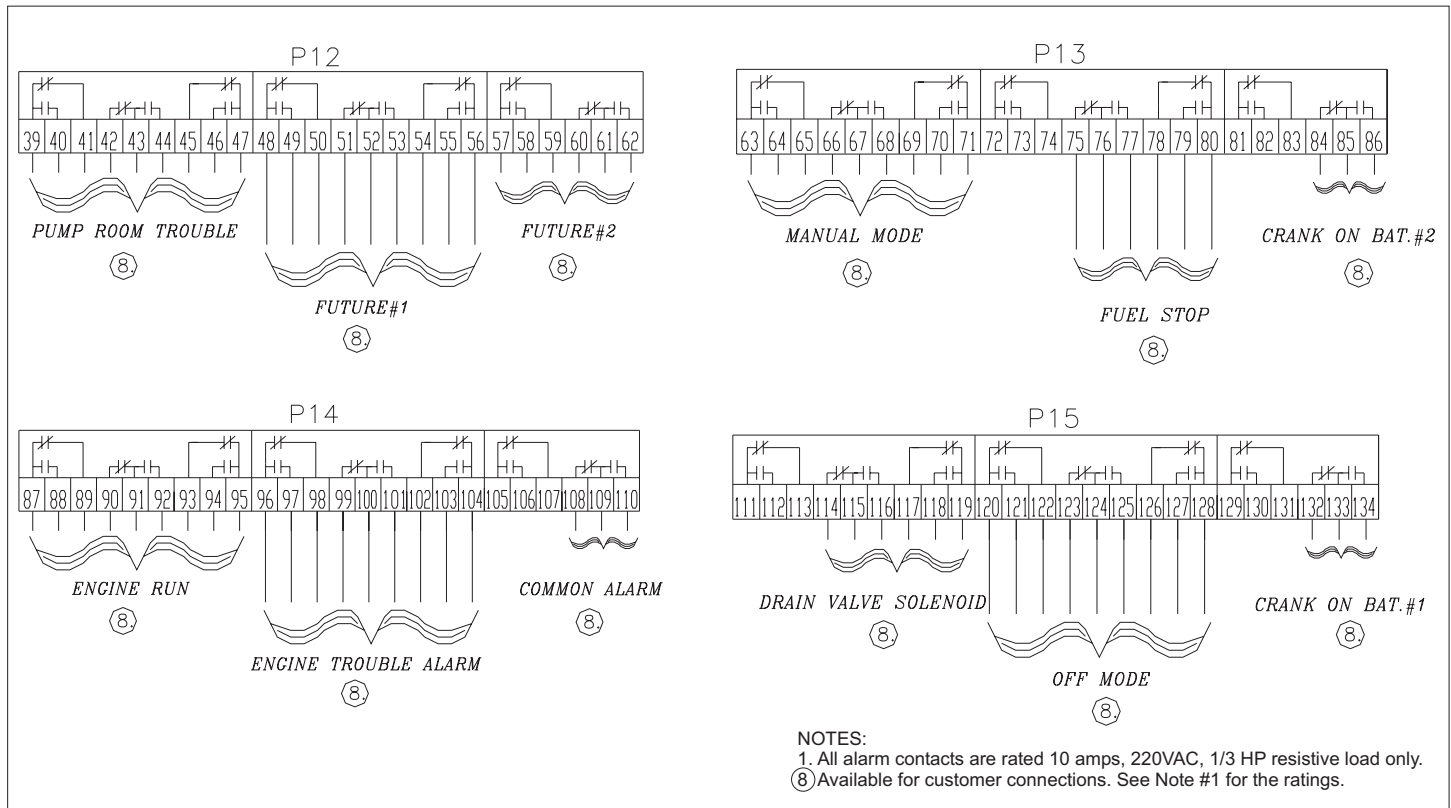 P12
39 40 41 42 43 44 45 46 47 48 49 50 51 52 53 54 55 56 57 58 59 60 61 62
PUMP ROOM TROUBLE
8.
FUTURE#1
8.
FUTURE#2
8.
P13
63 64 65 66 67 68 69 70 71 72 73 74 75 76 77 78 79 80 81 82 83 84 85 86
MANUAL MODE
8.
FUEL STOP
8.
CRANK ON BAT.#2
8.
P14
87 88 89 90 91 92 93 94 95 96 97 98 99 100 101 102 103 104 105 106 107 108 109 110
ENGINE RUN
8.
ENGINE TROUBLE ALARM
8.
COMMON ALARM
8.
P15
111 112 113 114 115 116 117 118 119 120 121 122 123 124 125 126 127 128 129 130 131 132 133 134
DRAIN VALVE SOLENOID
8.
OFF MODE
8.
CRANK ON BAT.#1
8.
NOTES:
1. All alarm contacts are rated 10 amps, 220VAC, 1/3 HP resistive load only.
8 Available for customer connections. See Note #1 for the ratings.